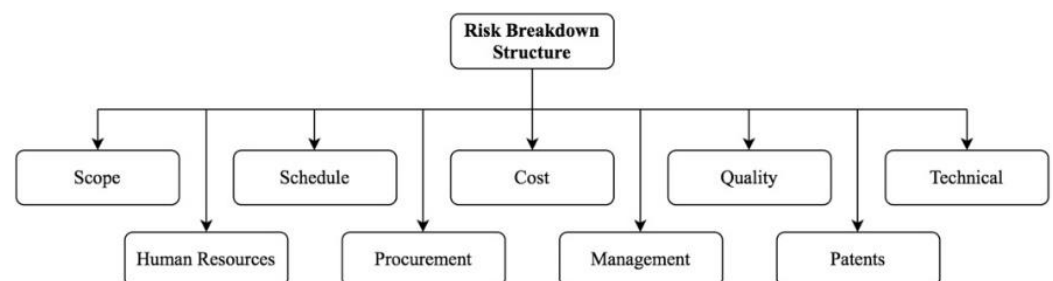 Risk Breakdown
Structure
Scope
Schedule
Cost
Quality
Technical
Human Resources
Procurement
Management
Patents